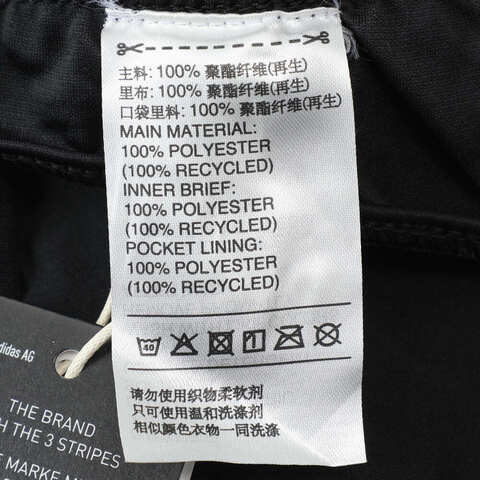 主料: 100% 聚酯纤维(再生)
里布: 100% 聚酯纤维(再生)
口袋里料: 100% 聚酯纤维(再生)
MAIN MATERIAL:
100% POLYESTER
(100% RECYCLED)
INNER BRIEF:
100% POLYESTER
(100% RECYCLED)
POCKET LINING:
100% POLYESTER
(100% RECYCLED)
40
请勿使用织物柔软剂
只可使用温和洗涤剂
相似颜色衣物一同洗涤
didas AG
THE BRAND
TH THE 3 STRIPES
E MARKE M